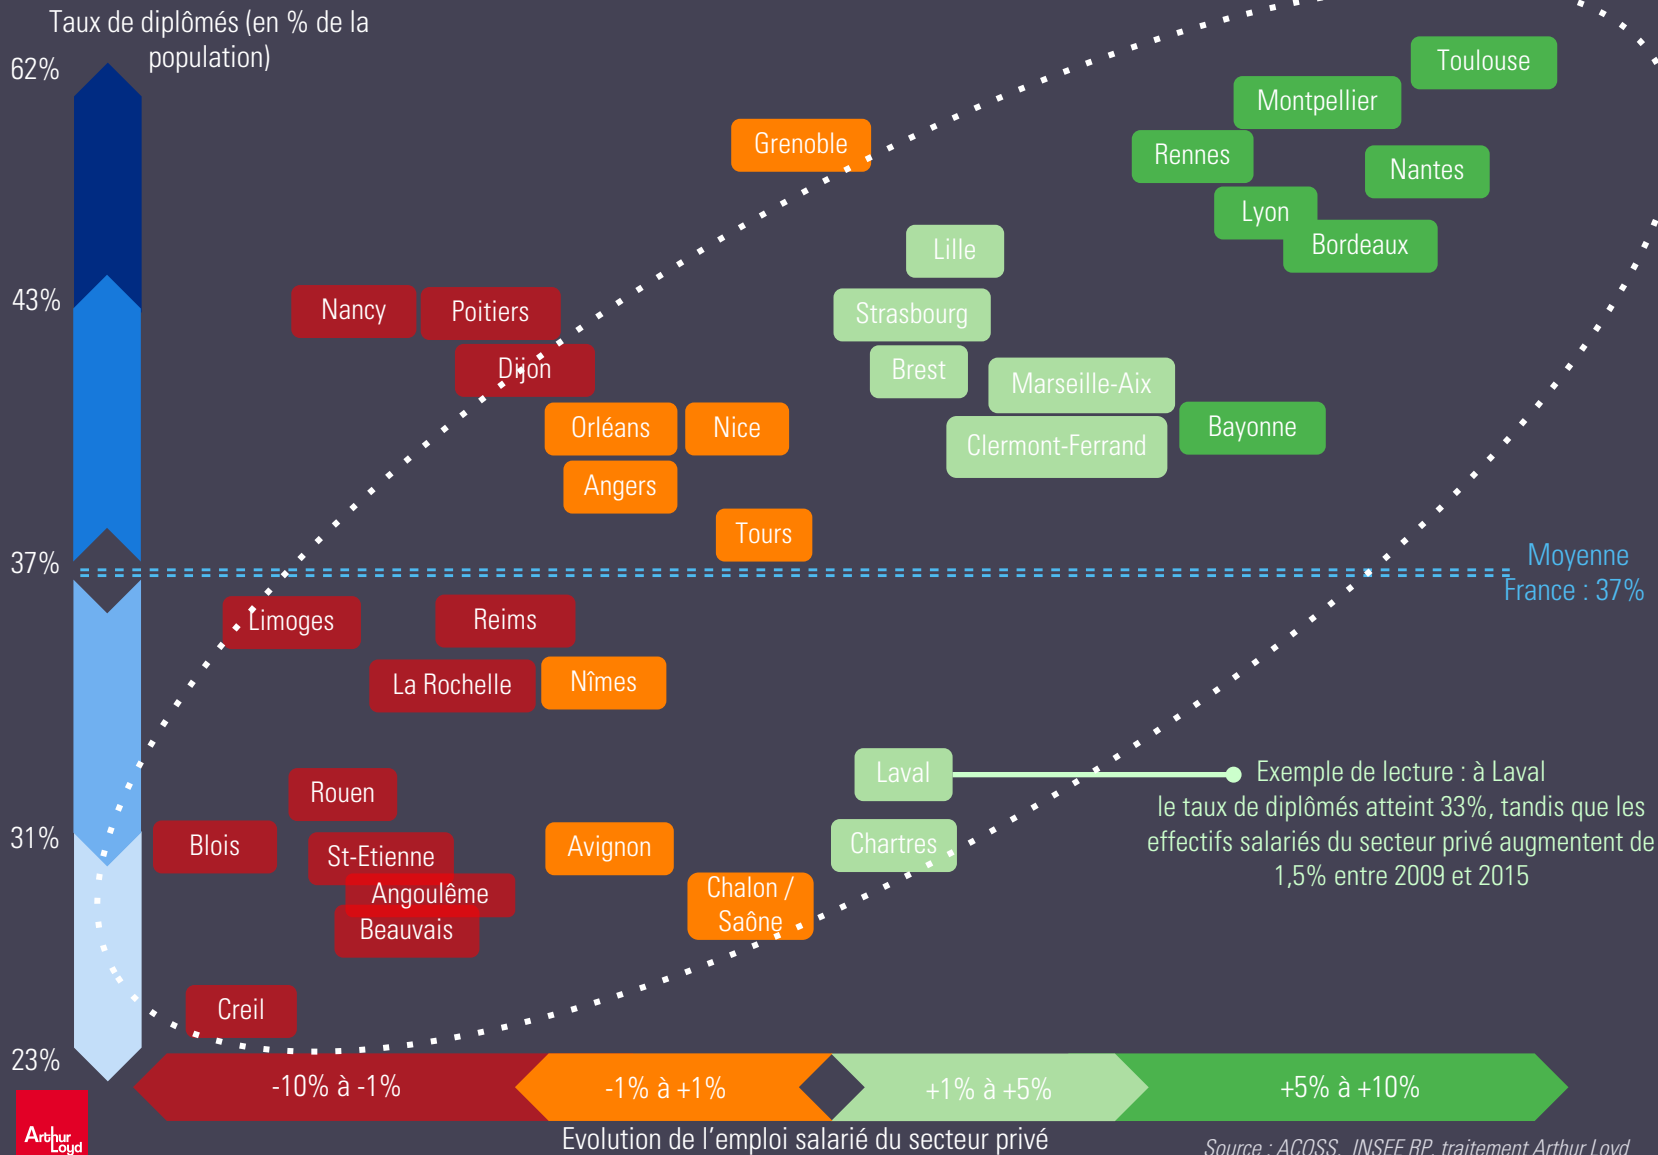 Taux de diplômés (en % de la
population)
62%
Toulouse
Montpellier
Grenoble
Rennes
Nantes
Lyon
Bordeaux
Lille
43%
Nancy
Poitiers
Strasbourg
Dijon
Brest
Marseille-Aix
Orléans
Nice
Clermont-Ferrand
Bayonne
Angers
Tours
37%
Moyenne
France : 37%
Limoges
Reims
La Rochelle
Nîmes
Laval
Exemple de lecture : à Laval
le taux de diplômés atteint 33%, tandis que les
effectifs salariés du secteur privé augmentent de
1,5% entre 2009 et 2015
Rouen
31%
Blois
St-Etienne
Avignon
Chartres
Angoulême
Chalon /
Saône
Beauvais
Creil
23%
-10% à -1%
-1% à +1%
+1% à +5%
+5% à +10%
Evolution de l'emploi salarié du secteur privé
Arthur
Loyd
Source : ACOSS, INSEE RP, traitement Arthur Loyd